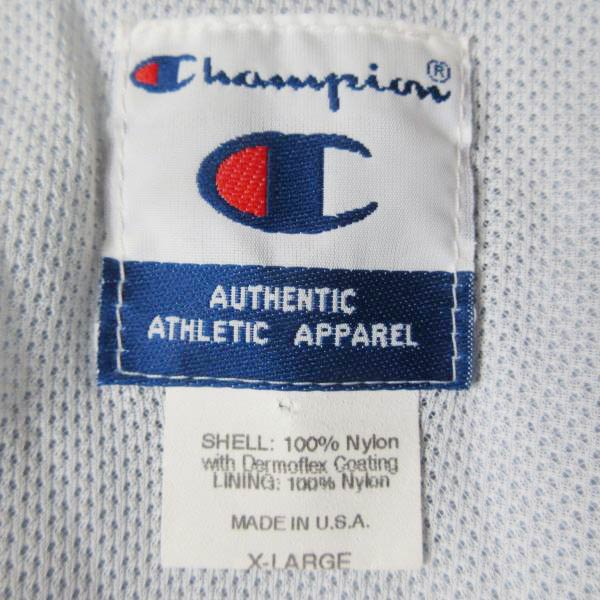 Champion®
AUTHENTIC
ATHLETIC APPAREL
SHELL: 100% Nylon
with Dermoflex Coating
LINING: 100% Nylon
MADE IN U.S.A.
X-LARGE